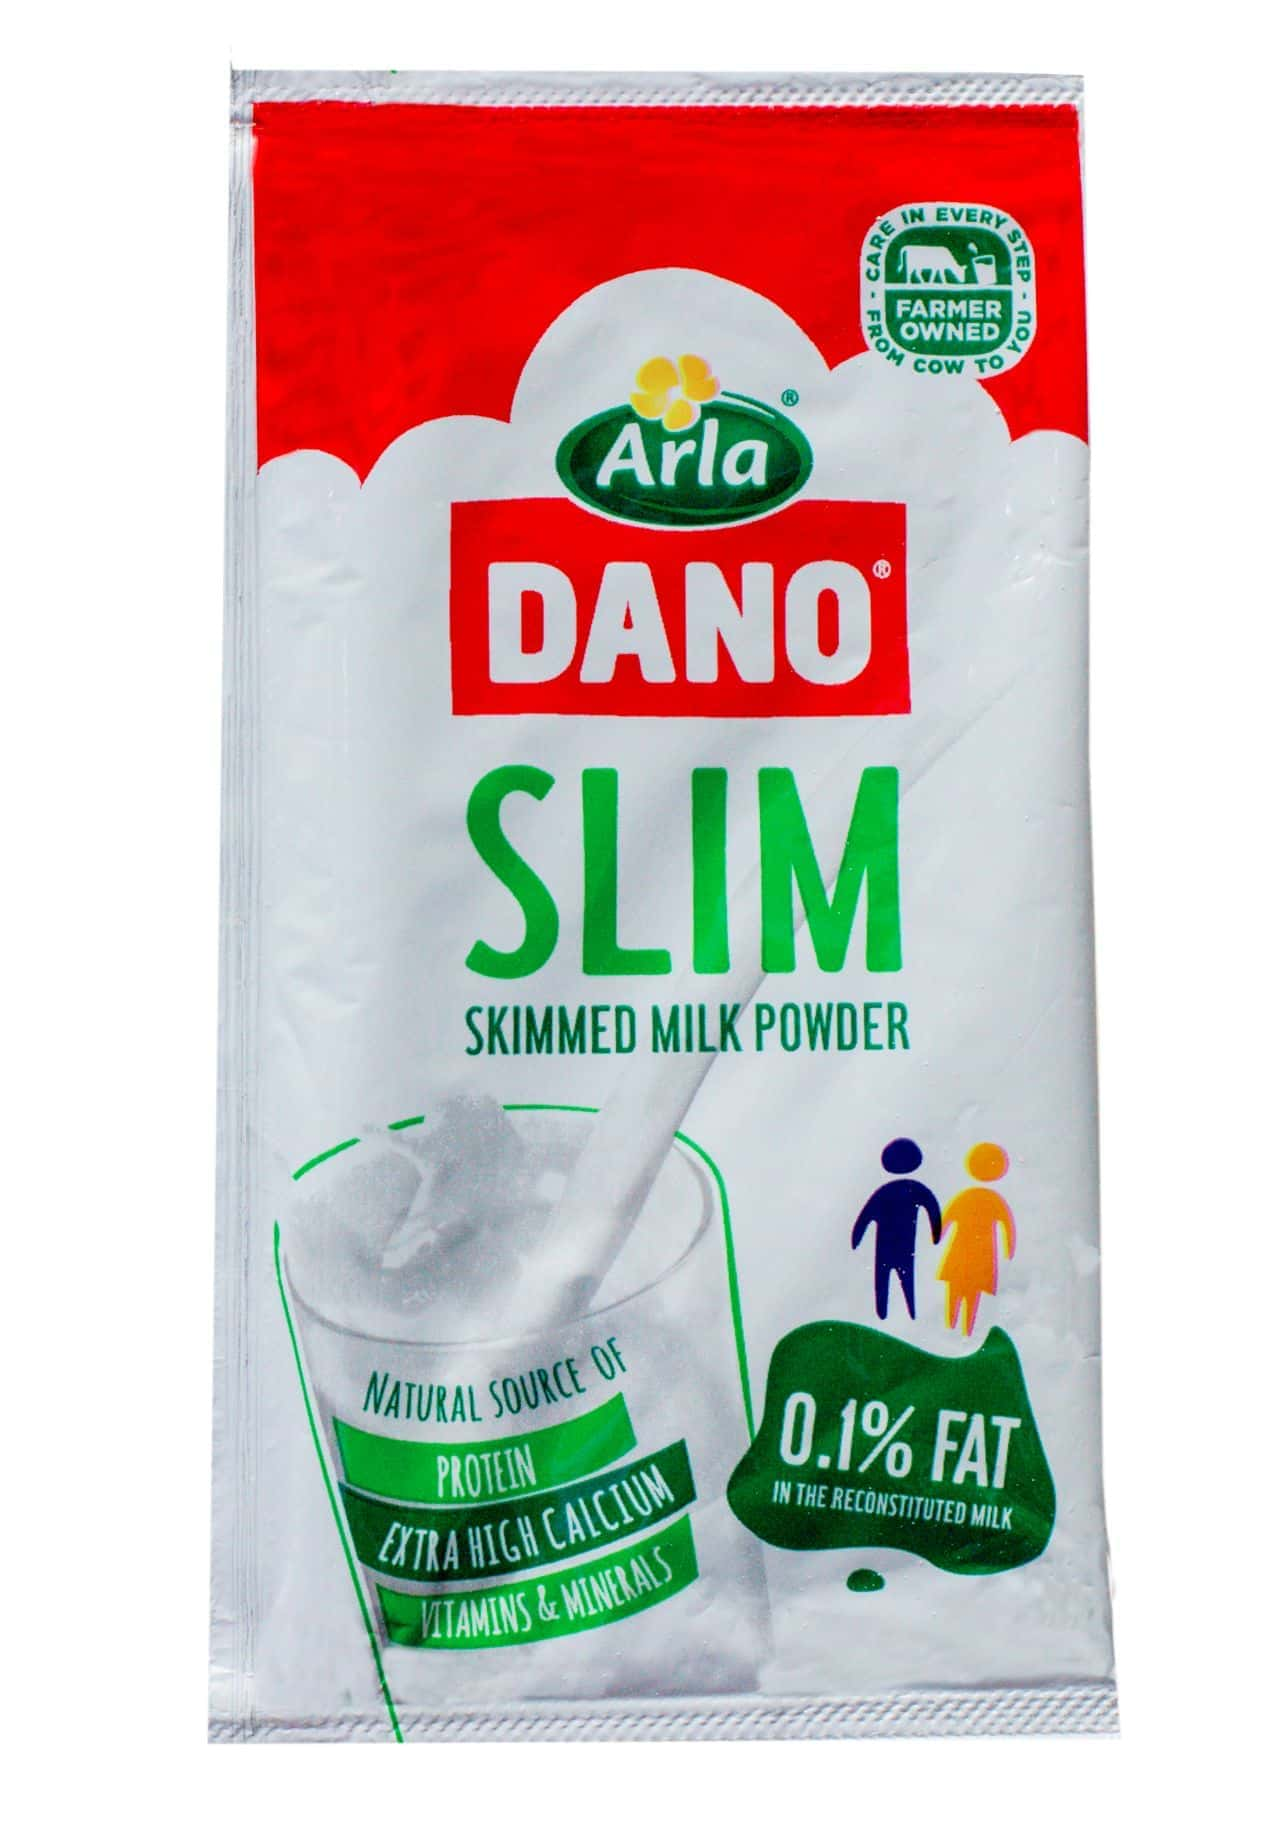 CARE IN EVERY STEP
FARMER
OWNED
- FROM COW TO YOU -
Arla®
DANO®
SLIM
SKIMMED MILK POWDER
NATURAL SOURCE OF
PROTEIN
EXTRA HIGH CALCIUM
VITAMINS & MINERALS
0.1% FAT
IN THE RECONSTITUTED MILK